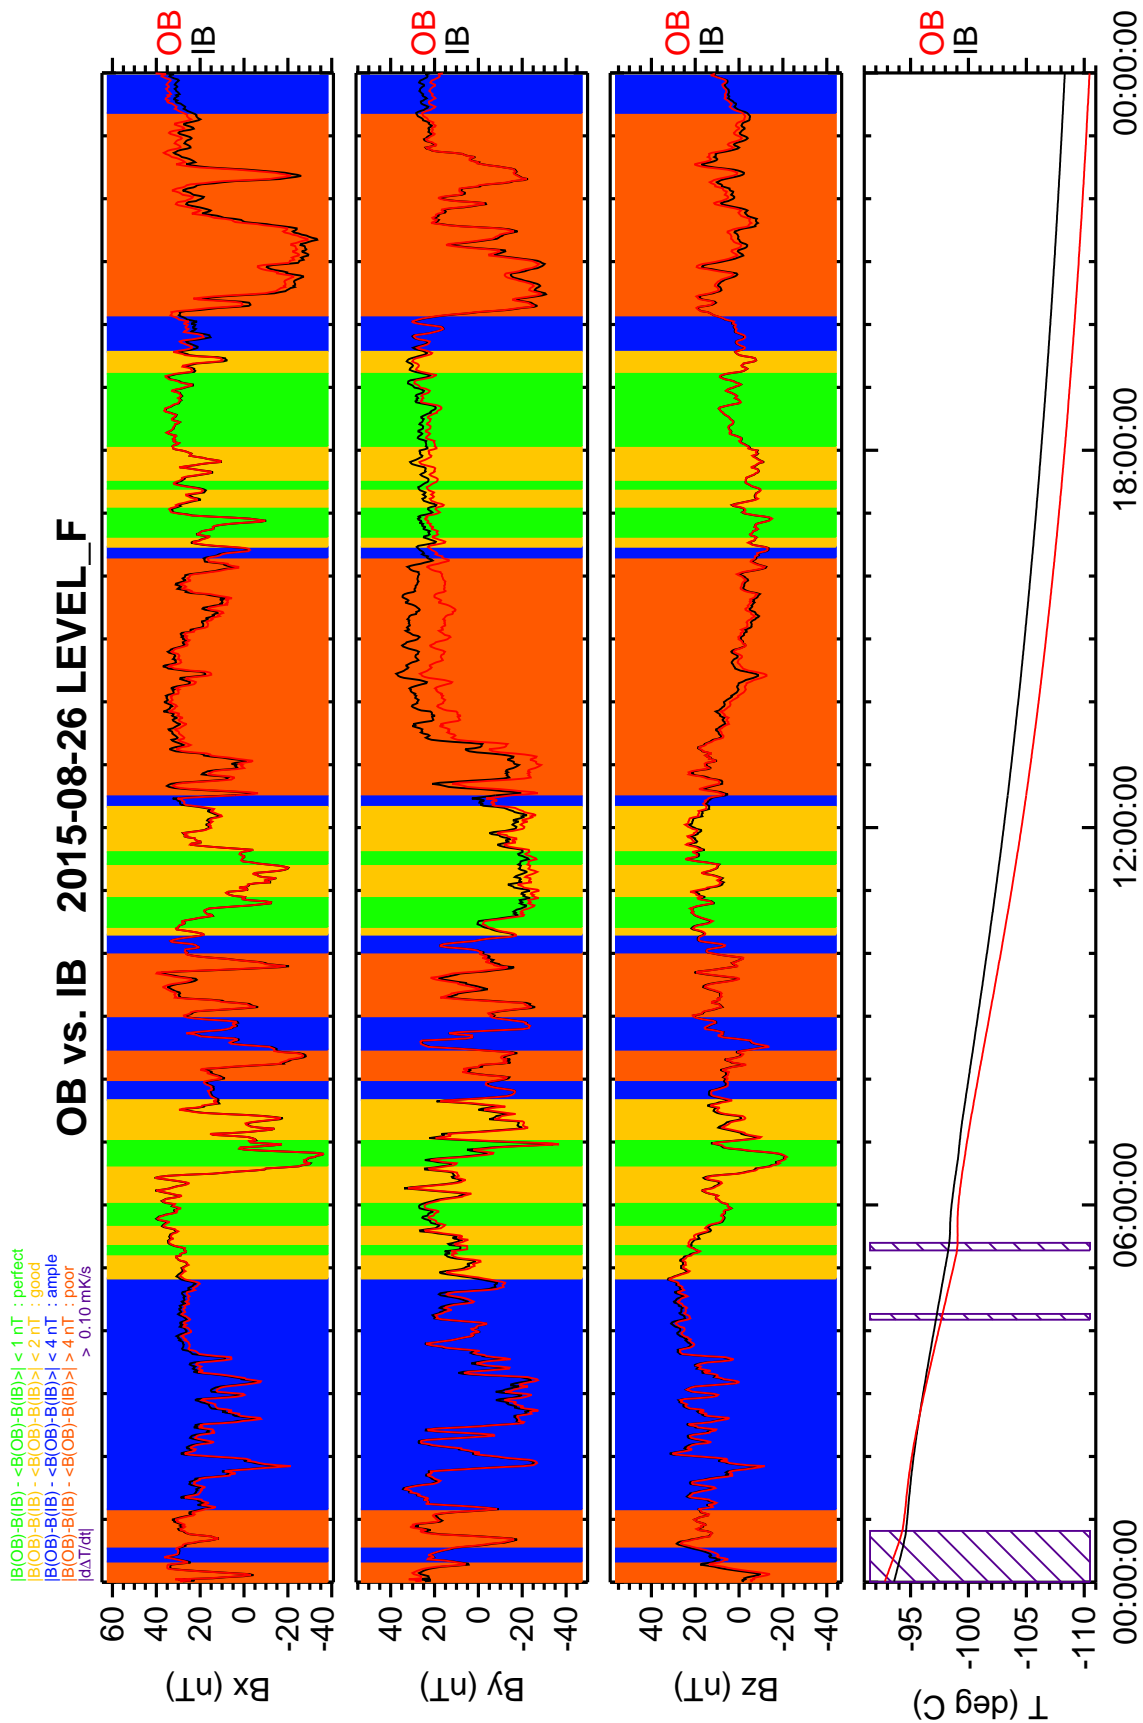 OB vs. IB 2015-08-26 LEVEL_F
|B(OB)-B(IB) - <B(OB)-B(IB)>| < 1 nT : perfect
|B(OB)-B(IB) - <B(OB)-B(IB)>| < 2 nT : good
|B(OB)-B(IB) - <B(OB)-B(IB)>| < 4 nT : ample
|B(OB)-B(IB) - <B(OB)-B(IB)>| > 4 nT : poor
|dΔT/dt| > 0.10 mK/s
Bx (nT)
60
40
20
0
-20
-40
OB
IB
By (nT)
40
20
0
-20
-40
OB
IB
Bz (nT)
40
20
0
-20
-40
OB
IB
T (deg C)
-95
-100
-105
-110
OB
IB
00:00:00
06:00:00
12:00:00
18:00:00
00:00:00